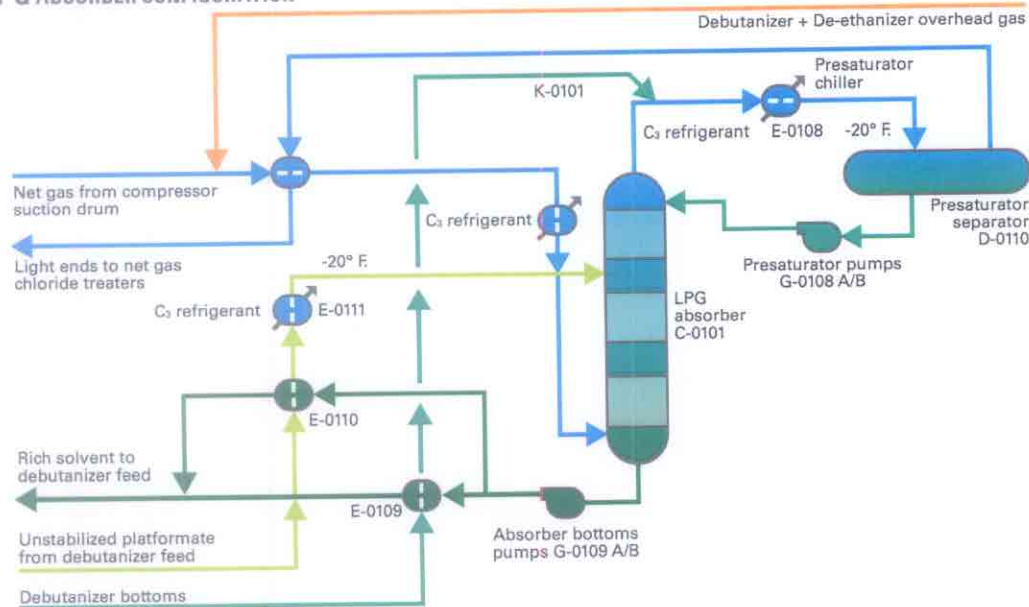 ABSORBER CONFIGURATION
Debutanizer + De-ethanizer overhead gas
K-0101
Presaturator
chiller
C₃ refrigerant
E-0108
-20° F.
Net gas from compressor
suction drum
C₃ refrigerant
Presaturator
separator
D-0110
Light ends to net gas
chloride treaters
Presaturator pumps
G-0108 A/B
-20° F.
C₃ refrigerant
E-0111
LPG
absorber
C-0101
E-0110
Rich solvent to
debutanizer feed
E-0109
Unstabilized platformate
from debutanizer feed
Absorber bottoms
pumps G-0109 A/B
Debutanizer bottoms